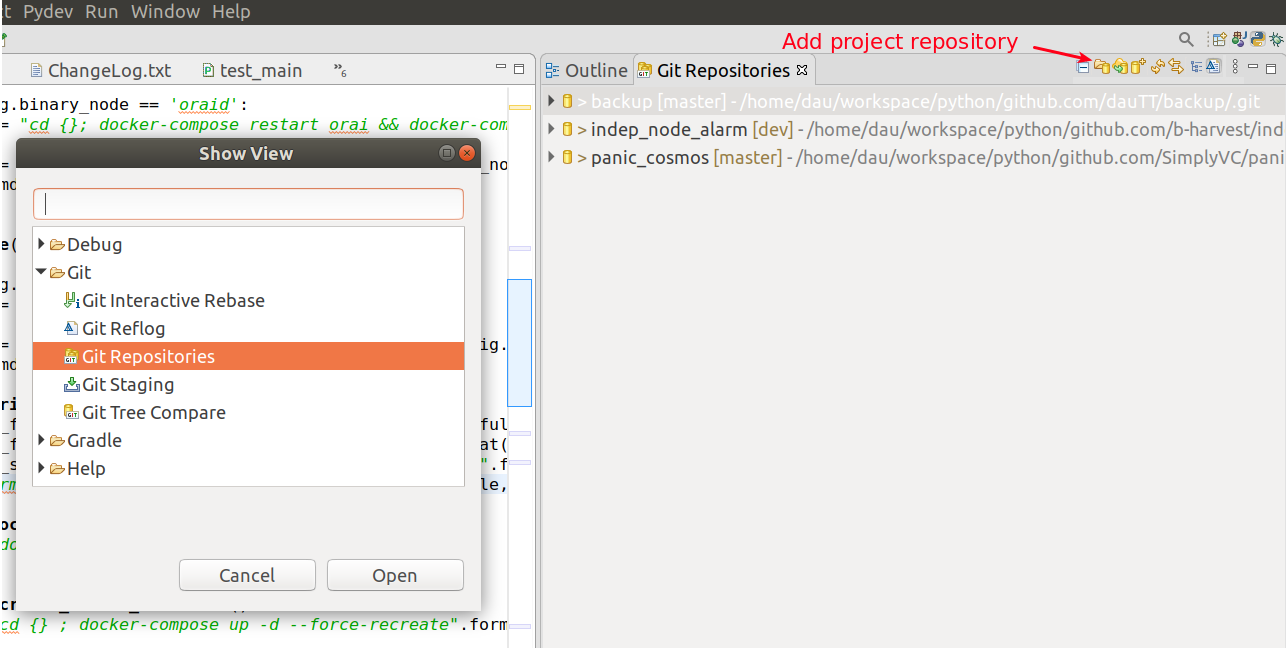 Pydev Run Window Help
Add project repository
ChangeLog.txt test_main »6
Outline Git Repositories
g.binary_node == 'oraid':
= "cd {}; docker-compose restart orai && docker-com
> backup [master] - /home/dau/workspace/python/github.com/dauTT/backup/.git
> indep_node_alarm [dev] - /home/dau/workspace/python/github.com/b-harvest/ind
> panic_cosmos [master] - /home/dau/workspace/python/github.com/SimplyVC/pani
Show View
Debug
Git
Git Interactive Rebase
Git Reflog
Git Repositories
Git Staging
Git Tree Compare
Gradle
Help
Cancel Open
cd {} ; docker-compose up -d --force-recreate".form